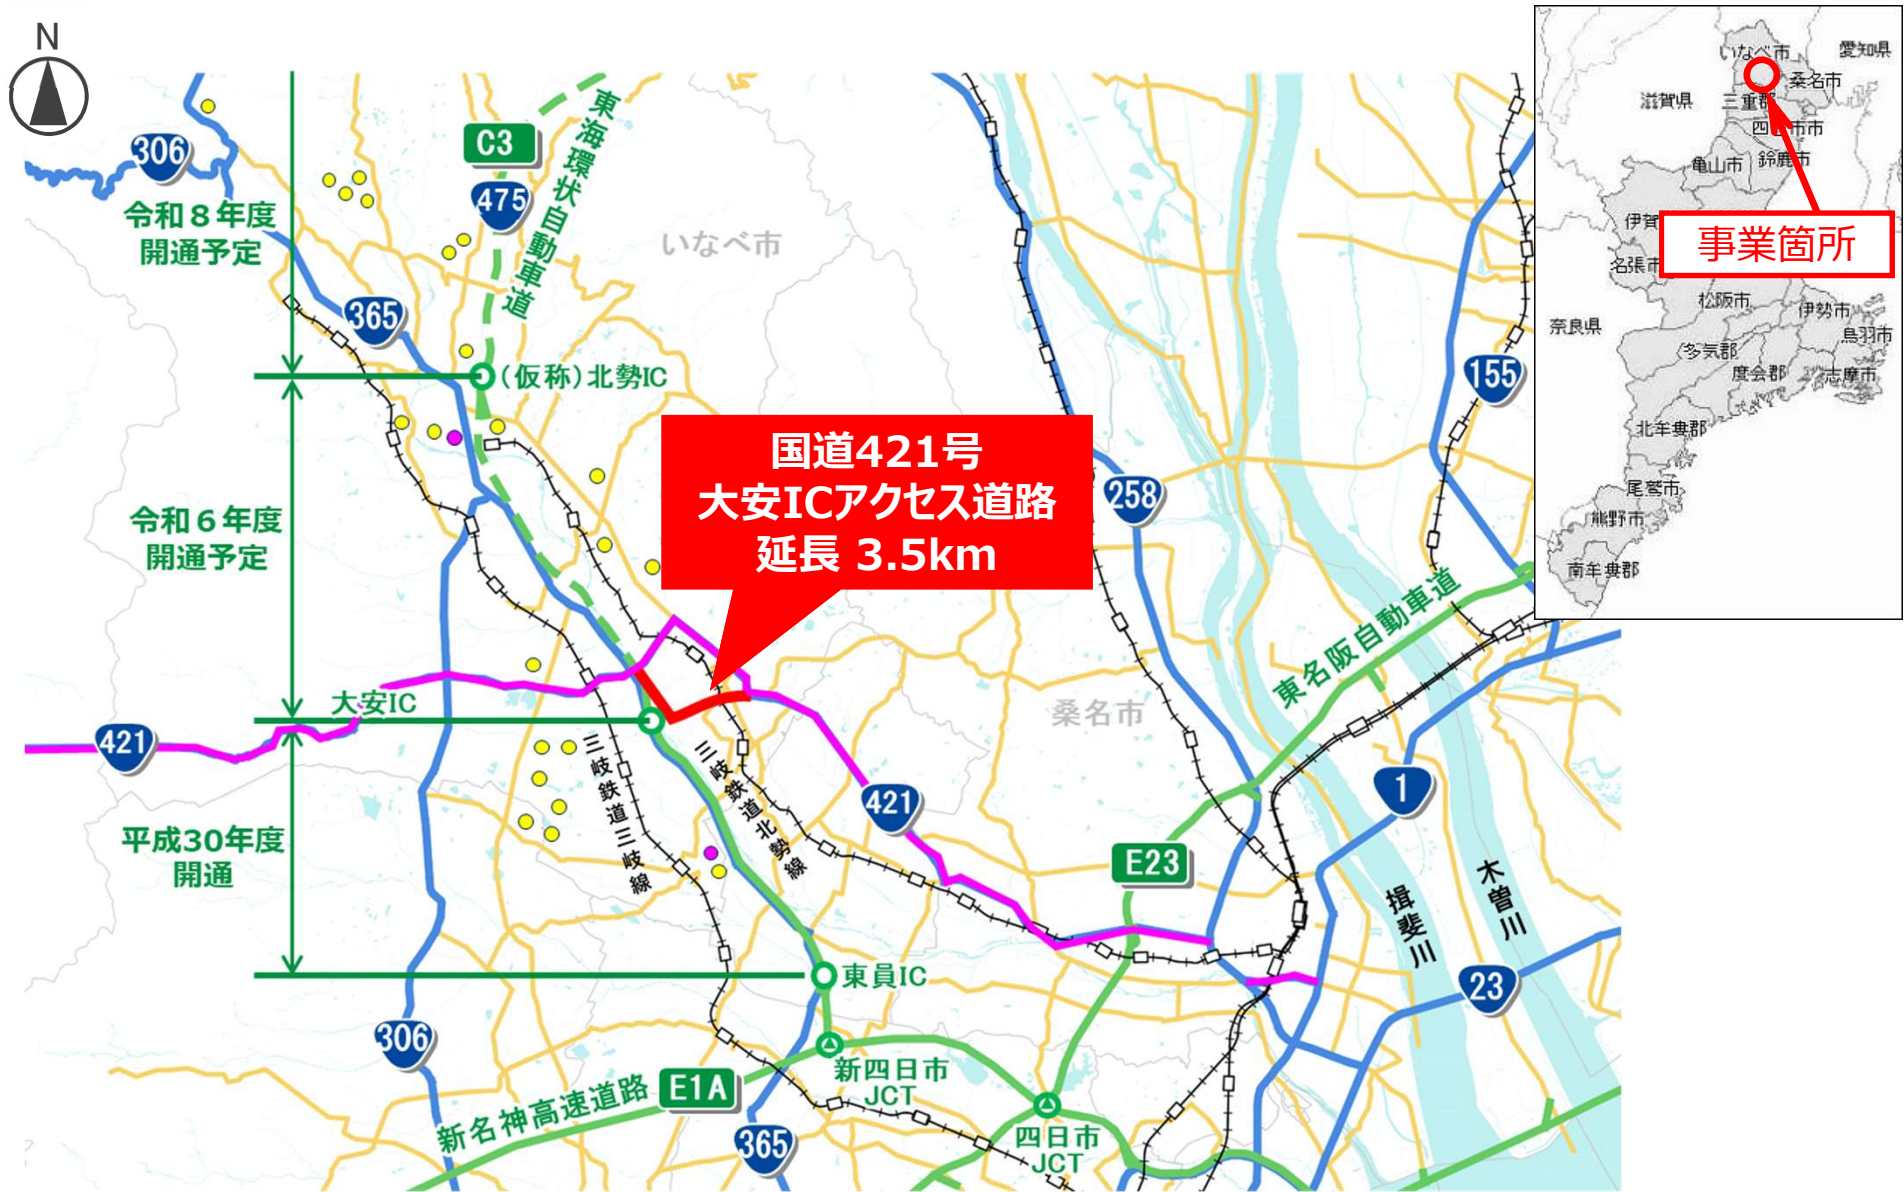 N
306
令和８年度
開通予定
C3
475
東海環状自動車道
いなべ市
365
(仮称)北勢IC
155
国道421号
大安ICアクセス道路
延長 3.5km
258
令和６年度
開通予定
東名阪自動車道
大安IC
421
三岐鉄道三岐線
三岐鉄道北勢線
桑名市
421
1
平成30年度
開通
E23
揖斐川
木曽川
東員IC
23
306
新四日市
JCT
新名神高速道路
E1A
365
四日市
JCT
いなべ市
愛知県
桑名市
滋賀県
三重郡
四日市市
亀山市
鈴鹿市
伊賀
事業箇所
名張市
松阪市
伊勢市
奈良県
鳥羽市
多気郡
度会郡
志摩市
北牟婁郡
尾鷲市
熊野市
南牟婁郡